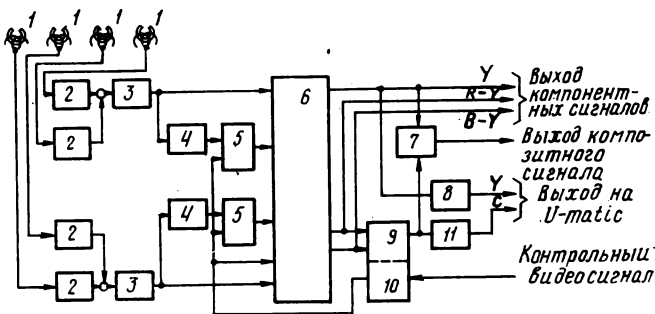 1 1 1 1
2 3 6 Y Выход
R-Y компонент-
B-Y ных сигналов
2 4 5 7 Выход компо-
зитного
сигнала
2 4 5 8 Y Выход на
C U-matic
2 3 9 11
10 Контрольный
видеосигнал